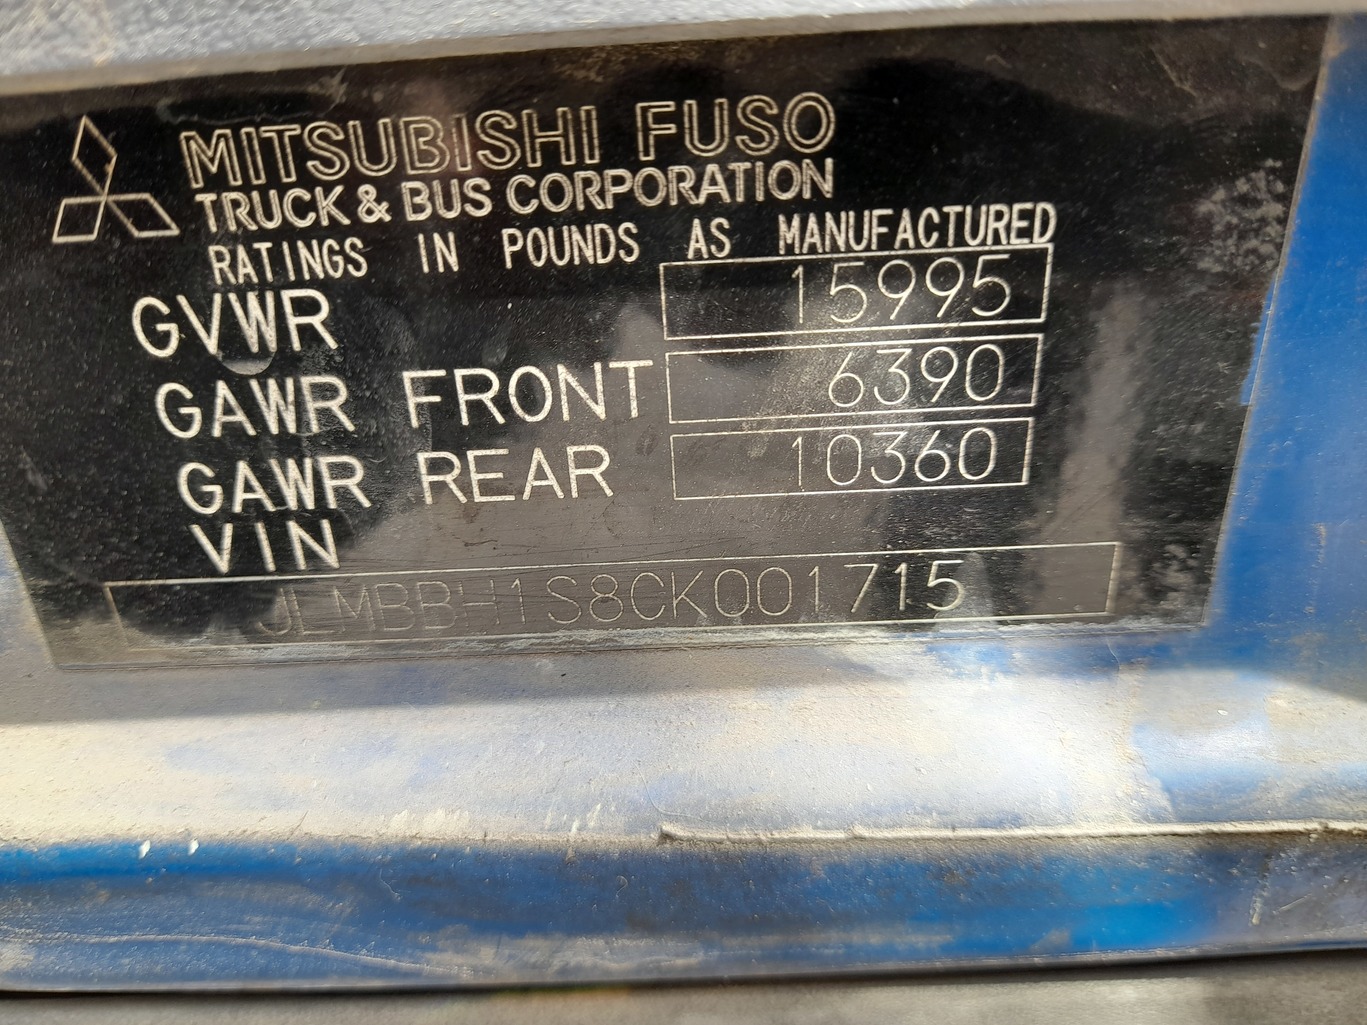 MITSUBISHI FUSO
TRUCK & BUS CORPORATION
RATINGS IN POUNDS AS MANUFACTURED
GVWR 15995
GAWR FRONT 6390
GAWR REAR 10360
VIN
JLMBBH1S8CK001715